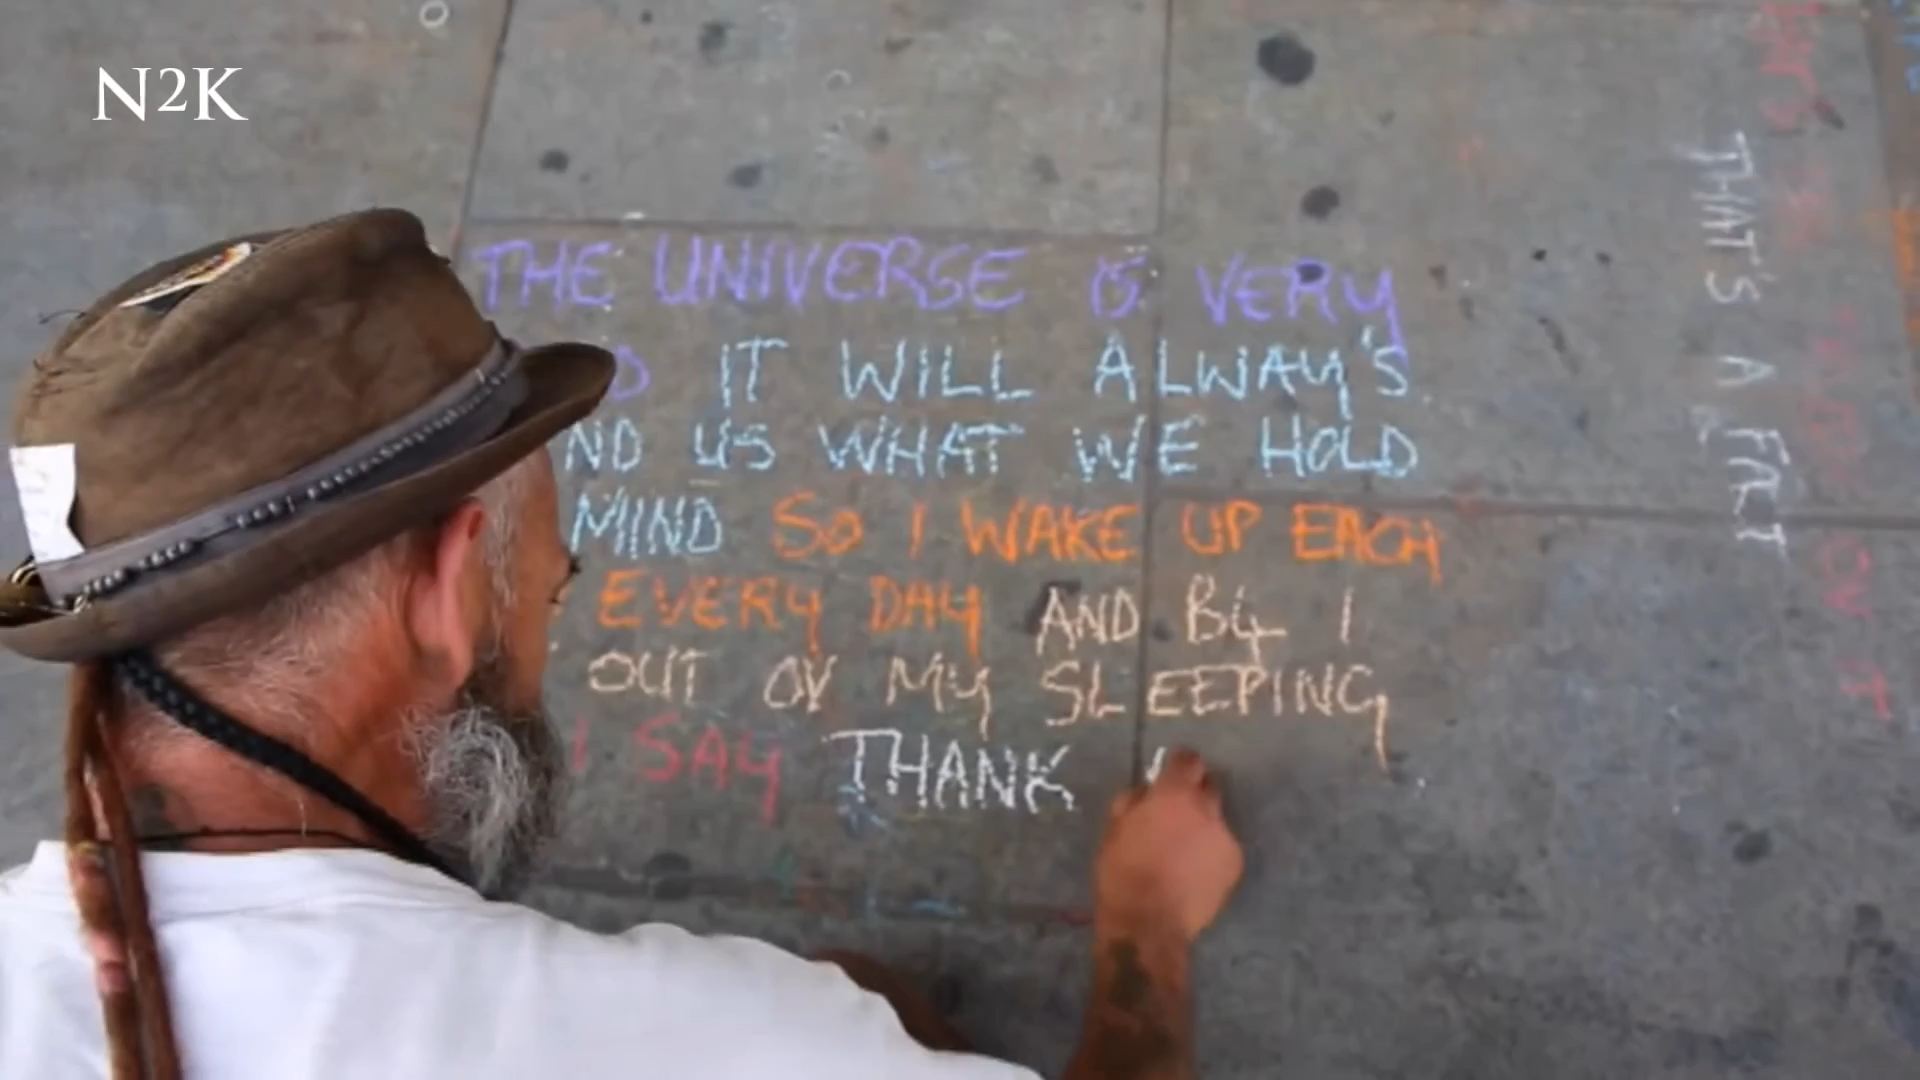 N2K
THE UNIVERSE IS VERY
IT WILL ALWAY'S
US WHAT WE HOLD
MIND SO I WAKE UP EACH
EVERY DAY AND BY I
OUT OV MY SLEEPING
I SAY THANK
THAT'S A FACT